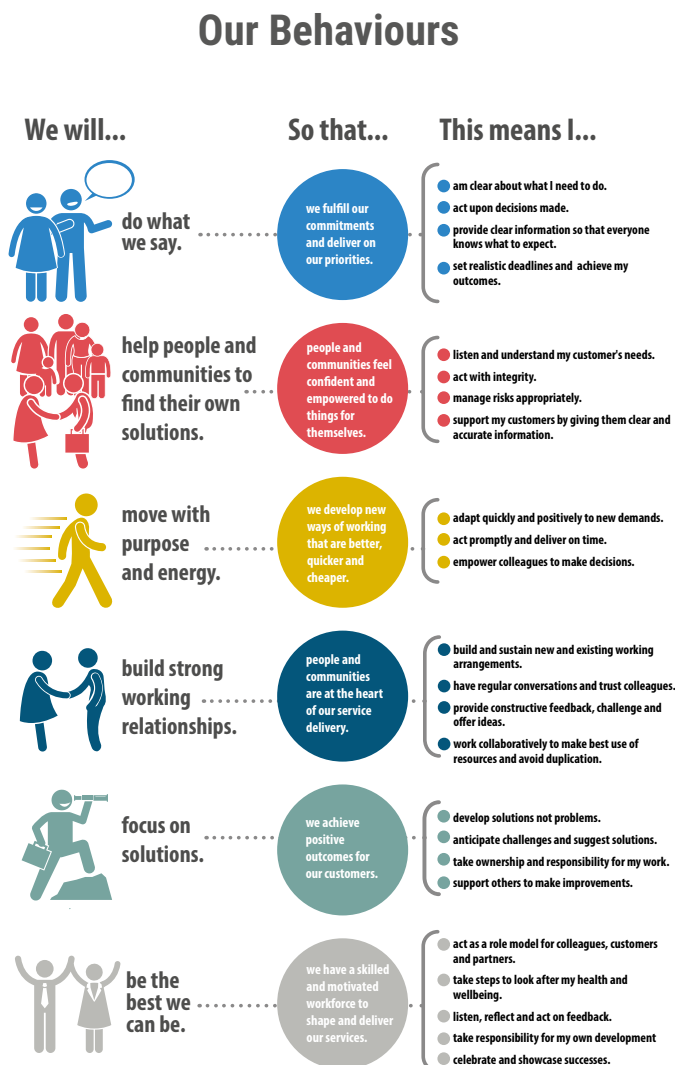 Our Behaviours
We will...
So that...
This means I...
do what
we say.
we fulfill our
commitments
and deliver on
our priorities.
am clear about what I need to do.
act upon decisions made.
provide clear information so that everyone
knows what to expect.
set realistic deadlines and achieve my
outcomes.
help people and
communities to
find their own
solutions.
people and
communities feel
confident and
empowered to do
things for
themselves.
listen and understand my customer's needs.
act with integrity.
manage risks appropriately.
support my customers by giving them clear and
accurate information.
move with
purpose
and energy.
we develop new
ways of working
that are better,
quicker and
cheaper.
adapt quickly and positively to new demands.
act promptly and deliver on time.
empower colleagues to make decisions.
build strong
working
relationships.
people and
communities
are at the heart
of our service
delivery.
build and sustain new and existing working
arrangements.
have regular conversations and trust colleagues.
provide constructive feedback, challenge and
offer ideas.
work collaboratively to make best use of
resources and avoid duplication.
focus on
solutions.
we achieve
positive
outcomes for
our customers.
develop solutions not problems.
anticipate challenges and suggest solutions.
take ownership and responsibility for my work.
support others to make improvements.
be the
best we
can be.
we have a skilled
and motivated
workforce to
shape and deliver
our services.
act as a role model for colleagues, customers
and partners.
take steps to look after my health and
wellbeing.
listen, reflect and act on feedback.
take responsibility for my own development
celebrate and showcase successes.